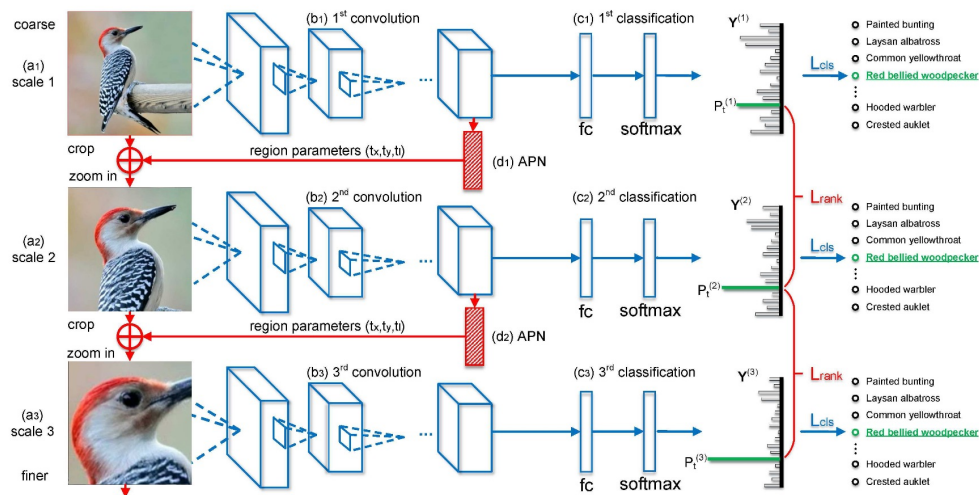 coarse
(a1)
scale 1
(b1) 1st convolution
...
(c1) 1st classification
fc
softmax
Y(1)
Pt(1)
Lcls
Painted bunting
Laysan albatross
Common yellowthroat
Red bellied woodpecker
Hooded warbler
Crested auklet
crop
zoom in
region parameters (tx,ty,tl)
(d1) APN
Lrank
(a2)
scale 2
(b2) 2nd convolution
...
(c2) 2nd classification
fc
softmax
Y(2)
Pt(2)
Lcls
Painted bunting
Laysan albatross
Common yellowthroat
Red bellied woodpecker
Hooded warbler
Crested auklet
crop
zoom in
region parameters (tx,ty,tl)
(d2) APN
Lrank
(a3)
scale 3
finer
(b3) 3rd convolution
...
(c3) 3rd classification
fc
softmax
Y(3)
Pt(3)
Lcls
Painted bunting
Laysan albatross
Common yellowthroat
Red bellied woodpecker
Hooded warbler
Crested auklet